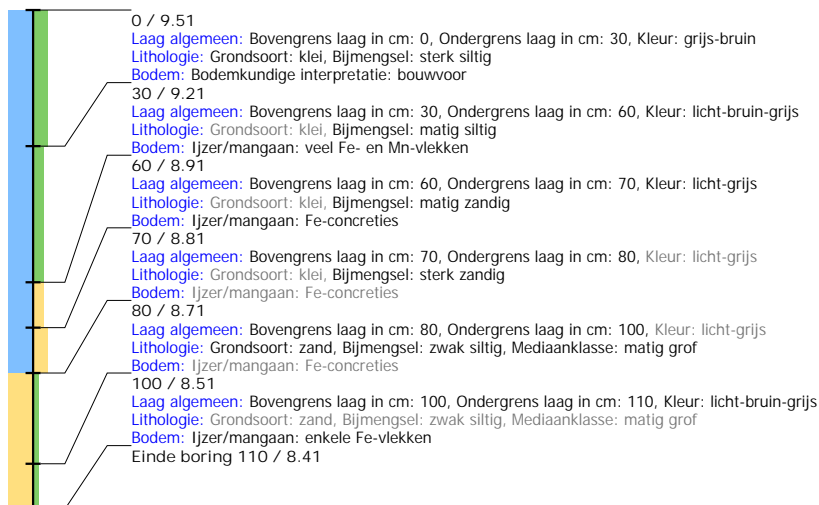 0 / 9.51
Laag algemeen: Bovengrens laag in cm: 0, Ondergrens laag in cm: 30, Kleur: grijs-bruin
Lithologie: Grondsoort: klei, Bijmengsel: sterk siltig
Bodem: Bodemkundige interpretatie: bouwvoor
30 / 9.21
Laag algemeen: Bovengrens laag in cm: 30, Ondergrens laag in cm: 60, Kleur: licht-bruin-grijs
Lithologie: Grondsoort: klei, Bijmengsel: matig siltig
Bodem: Ijzer/mangaan: veel Fe- en Mn-vlekken
60 / 8.91
Laag algemeen: Bovengrens laag in cm: 60, Ondergrens laag in cm: 70, Kleur: licht-grijs
Lithologie: Grondsoort: klei, Bijmengsel: matig zandig
Bodem: Ijzer/mangaan: Fe-concreties
70 / 8.81
Laag algemeen: Bovengrens laag in cm: 70, Ondergrens laag in cm: 80, Kleur: licht-grijs
Lithologie: Grondsoort: klei, Bijmengsel: sterk zandig
Bodem: Ijzer/mangaan: Fe-concreties
80 / 8.71
Laag algemeen: Bovengrens laag in cm: 80, Ondergrens laag in cm: 100, Kleur: licht-grijs
Lithologie: Grondsoort: zand, Bijmengsel: zwak siltig, Mediaanklasse: matig grof
Bodem: Ijzer/mangaan: Fe-concreties
100 / 8.51
Laag algemeen: Bovengrens laag in cm: 100, Ondergrens laag in cm: 110, Kleur: licht-bruin-grijs
Lithologie: Grondsoort: zand, Bijmengsel: zwak siltig, Mediaanklasse: matig grof
Bodem: Ijzer/mangaan: enkele Fe-vlekken
Einde boring 110 / 8.41